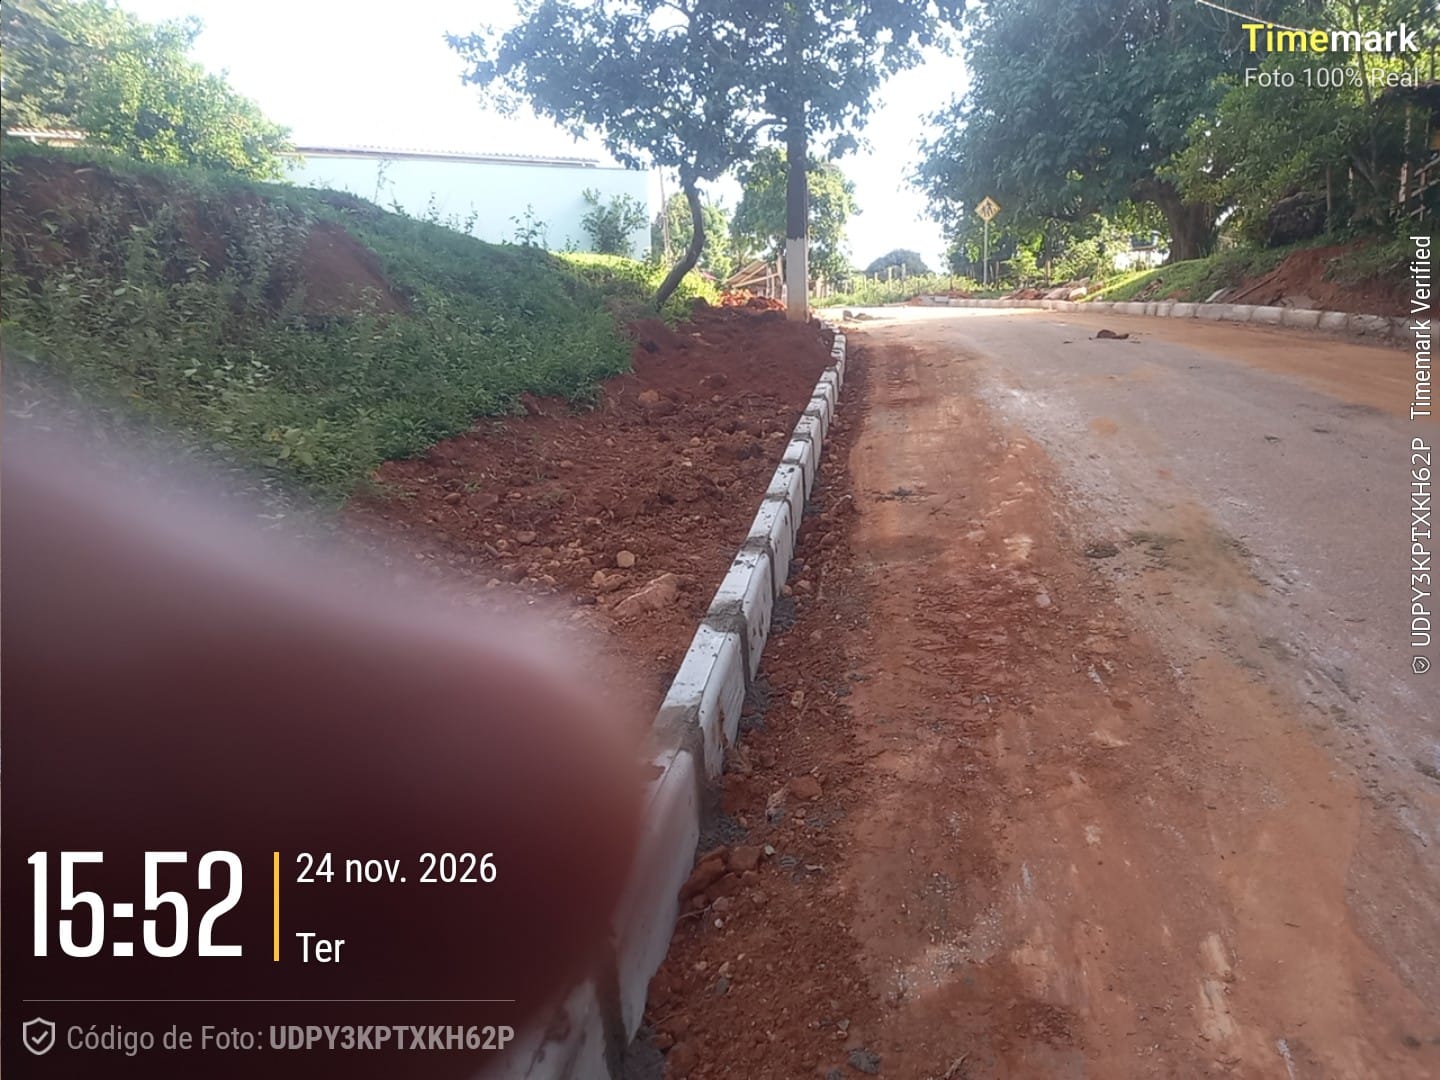 Timemark
Foto 100% Real
UDPY3KPTXKH62P Timemark Verified
15:52
24 nov. 2026
Ter
Código de Foto: UDPY3KPTXKH62P